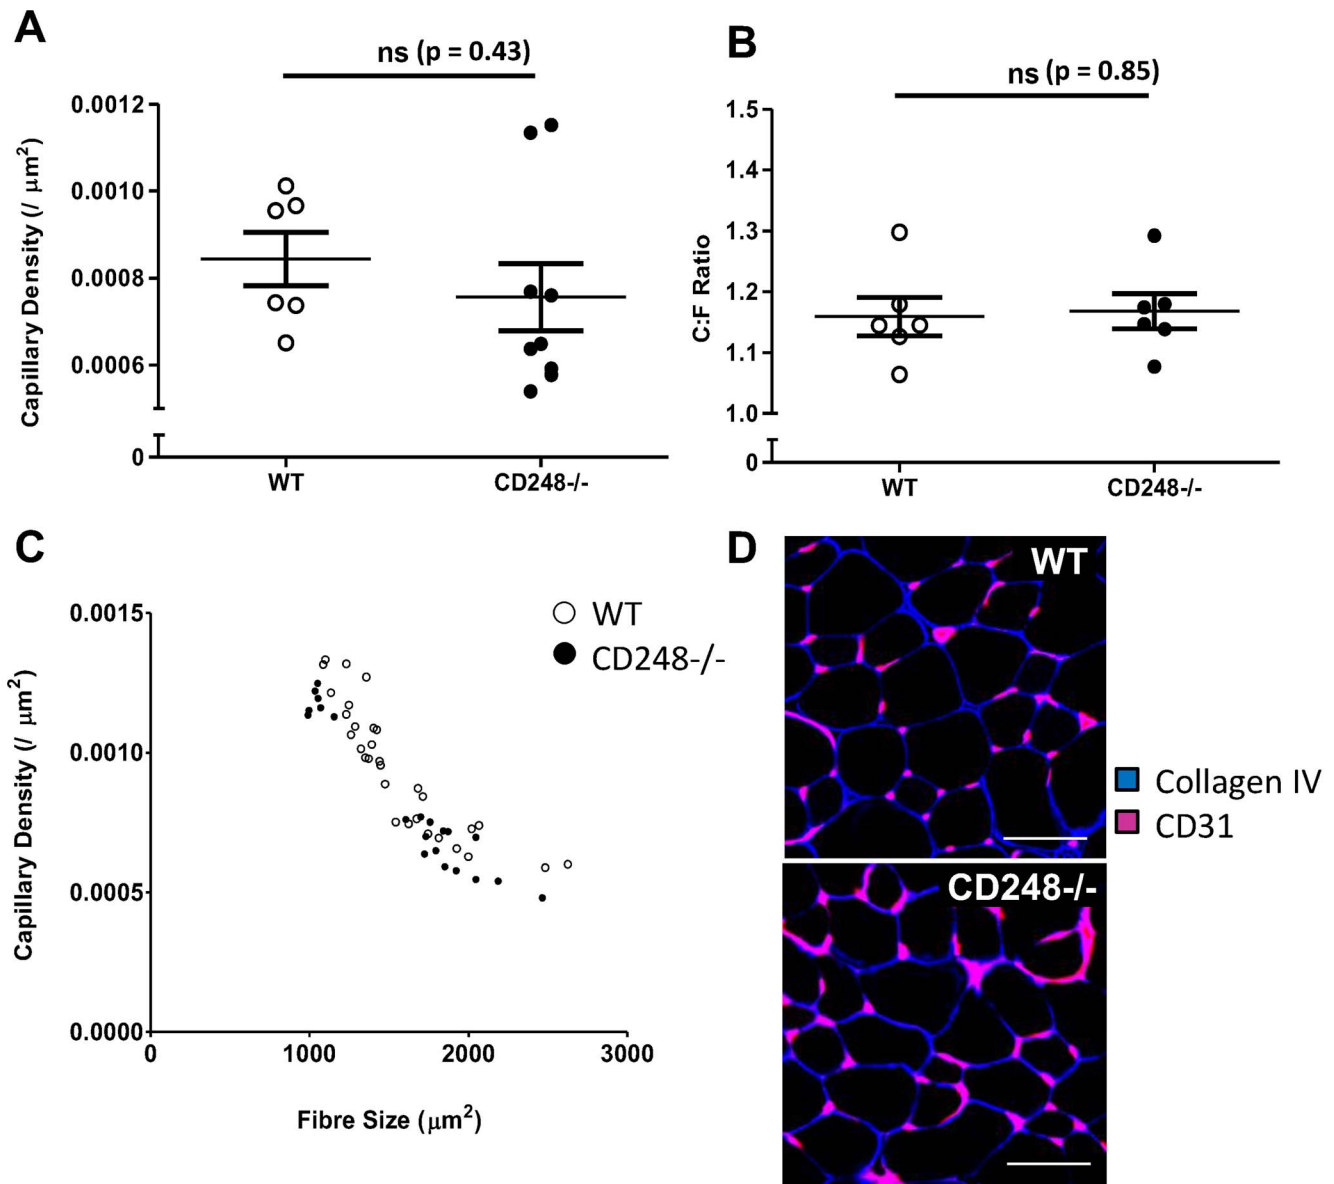 A
ns (p = 0.43)
Capillary Density (/ μm²)
0.0012
0.0010
0.0008
0.0006
0
WT
CD248-/-
B
ns (p = 0.85)
C:F Ratio
1.5
1.4
1.3
1.2
1.1
1.0
0
WT
CD248-/-
C
WT
CD248-/-
Capillary Density (/ μm²)
0.0015
0.0010
0.0005
0.0000
0
1000
2000
3000
Fibre Size (μm²)
D
WT
CD248-/-
Collagen IV
CD31